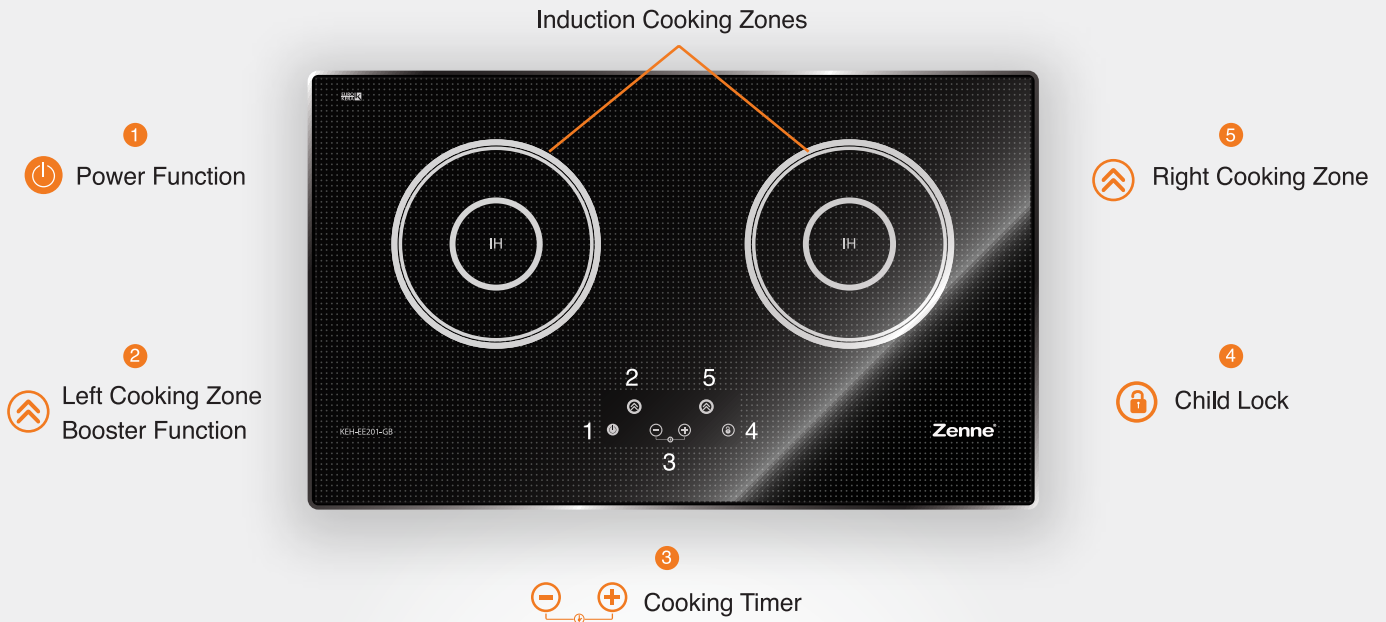 Induction Cooking Zones
1
Power Function
5
Right Cooking Zone
IH
IH
2
Left Cooking Zone
Booster Function
4
Child Lock
2
5
1
4
3
KEH-EE201-GB
Zenne
3
Cooking Timer